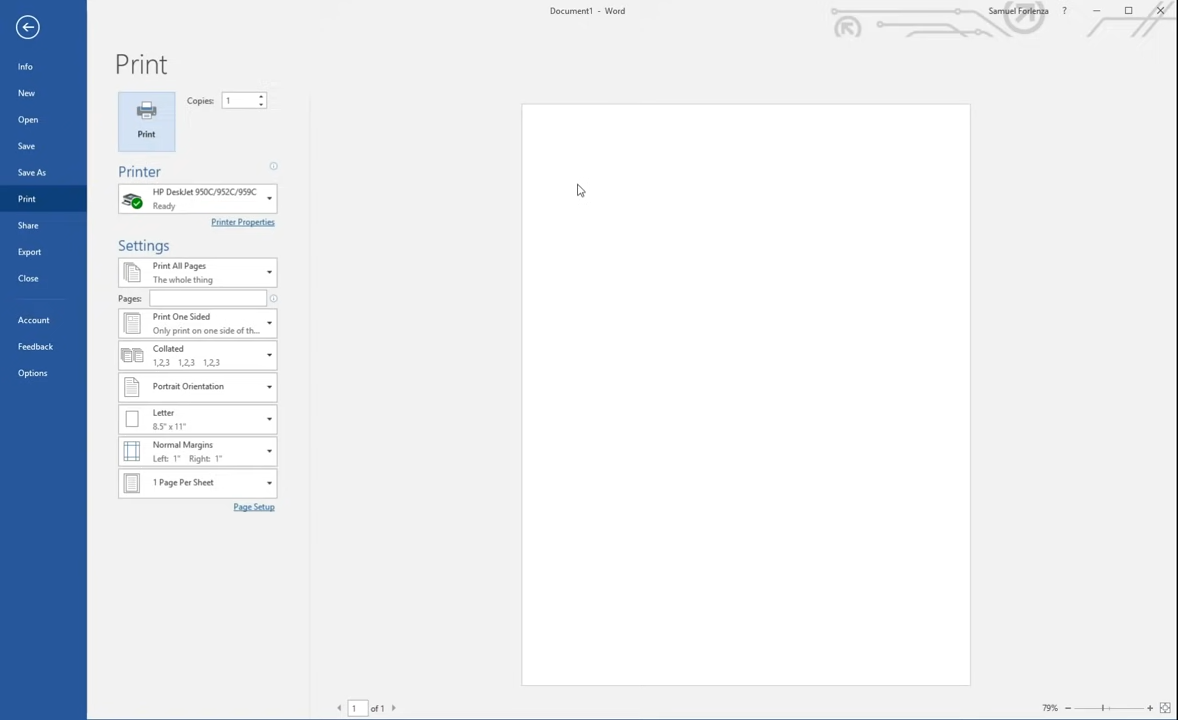 Document1 - Word
Samuel Forlenza ?
Info
New
Open
Save
Save As
Print
Share
Export
Close
Account
Feedback
Options
Print
Print
Copies: 1
Printer
HP DeskJet 950C/952C/959C
Ready
Printer Properties
Settings
Print All Pages
The whole thing
Pages:
Print One Sided
Only print on one side of th...
Collated
1,2,3 1,2,3 1,2,3
Portrait Orientation
Letter
8.5" x 11"
Normal Margins
Left: 1" Right: 1"
1 Page Per Sheet
Page Setup
1 of 1
79%